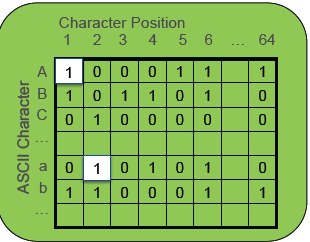 Character Position
1 2 3 4 5 6 ... 64
ASCII Character
A 1 0 0 0 1 1 1
B 1 0 1 1 0 1 0
C 0 1 0 0 0 0 0
...
a 0 1 0 1 0 1 0
b 1 1 0 0 0 1 1
...